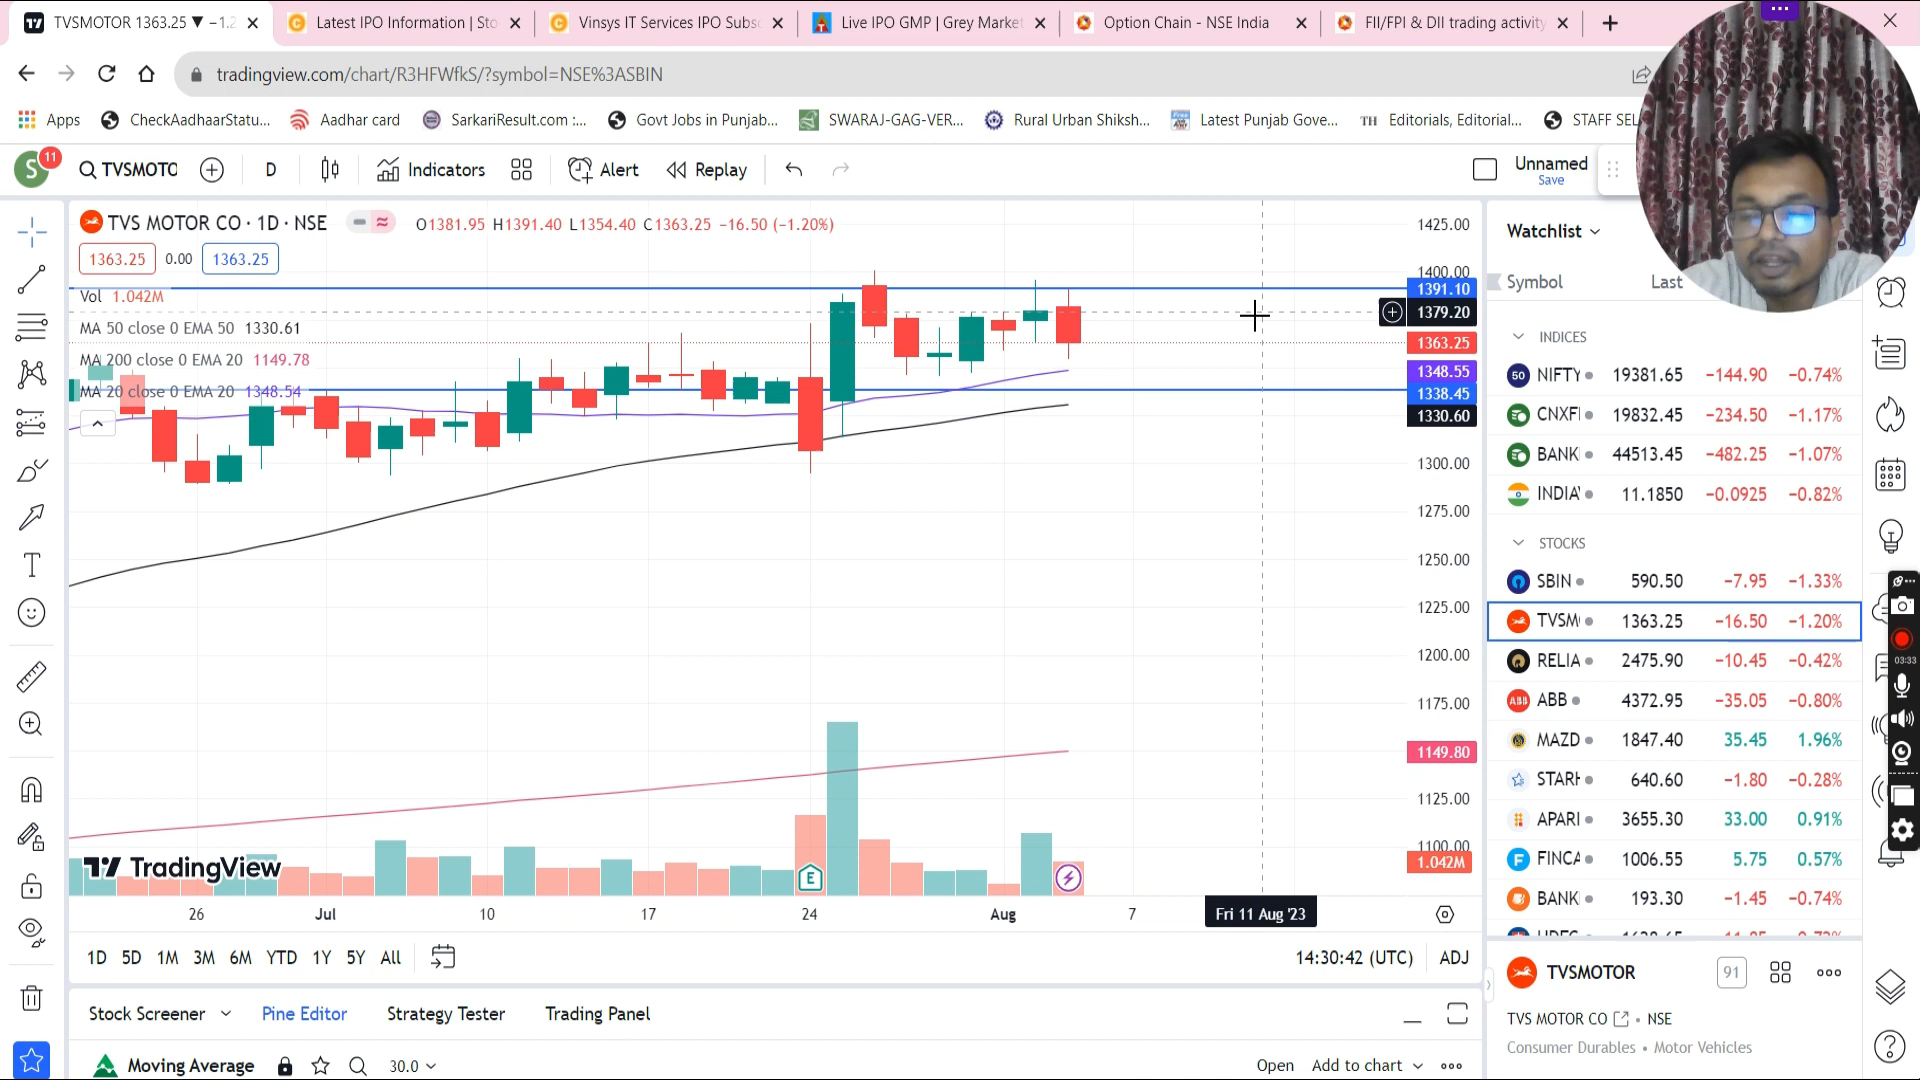 TVSMOTOR 1363.25 ▼ −1.2
Latest IPO Information | Sto
Vinsys IT Services IPO Subsc
Live IPO GMP | Grey Market
Option Chain - NSE India
FII/FPI & DII trading activity
tradingview.com/chart/R3HFWfkS/?symbol=NSE%3ASBIN
Apps
CheckAadhaarStatu...
Aadhar card
SarkariResult.com :...
Govt Jobs in Punjab...
SWARAJ-GAG-VER...
Rural Urban Shiksh...
Latest Punjab Gove...
TH Editorials, Editorial...
STAFF SEL
S 11
TVSMOTO
D
Indicators
Alert
Replay
Unnamed
Save
TVS MOTOR CO · 1D · NSE
O1381.95 H1391.40 L1354.40 C1363.25 −16.50 (−1.20%)
1363.25 0.00 1363.25
Vol 1.042M
MA 50 close 0 EMA 50 1330.61
MA 200 close 0 EMA 20 1149.78
MA 20 close 0 EMA 20 1348.54
1425.00
1400.00
1391.10
1379.20
1363.25
1348.55
1338.45
1330.60
1300.00
1275.00
1250.00
1225.00
1200.00
1175.00
1149.80
1125.00
1100.00
1.042M
TradingView
E
26 Jul 10 17 24 Aug 7 Fri 11 Aug '23
1D 5D 1M 3M 6M YTD 1Y 5Y All
14:30:42 (UTC) ADJ
Stock Screener Pine Editor Strategy Tester Trading Panel
Moving Average 30.0
Open Add to chart
Watchlist
Symbol Last
INDICES
50 NIFTY 19381.65 −144.90 −0.74%
CNXFI 19832.45 −234.50 −1.17%
BANK 44513.45 −482.25 −1.07%
INDIA 11.1850 −0.0925 −0.82%
STOCKS
SBIN 590.50 −7.95 −1.33%
TVSM 1363.25 −16.50 −1.20%
RELIA 2475.90 −10.45 −0.42%
ABB ABB 4372.95 −35.05 −0.80%
MAZD 1847.40 35.45 1.96%
STARH 640.60 −1.80 −0.28%
APARI 3655.30 33.00 0.91%
FINCA 1006.55 5.75 0.57%
BANK 193.30 −1.45 −0.74%
03:33
TVSMOTOR
91
TVS MOTOR CO • NSE
Consumer Durables • Motor Vehicles